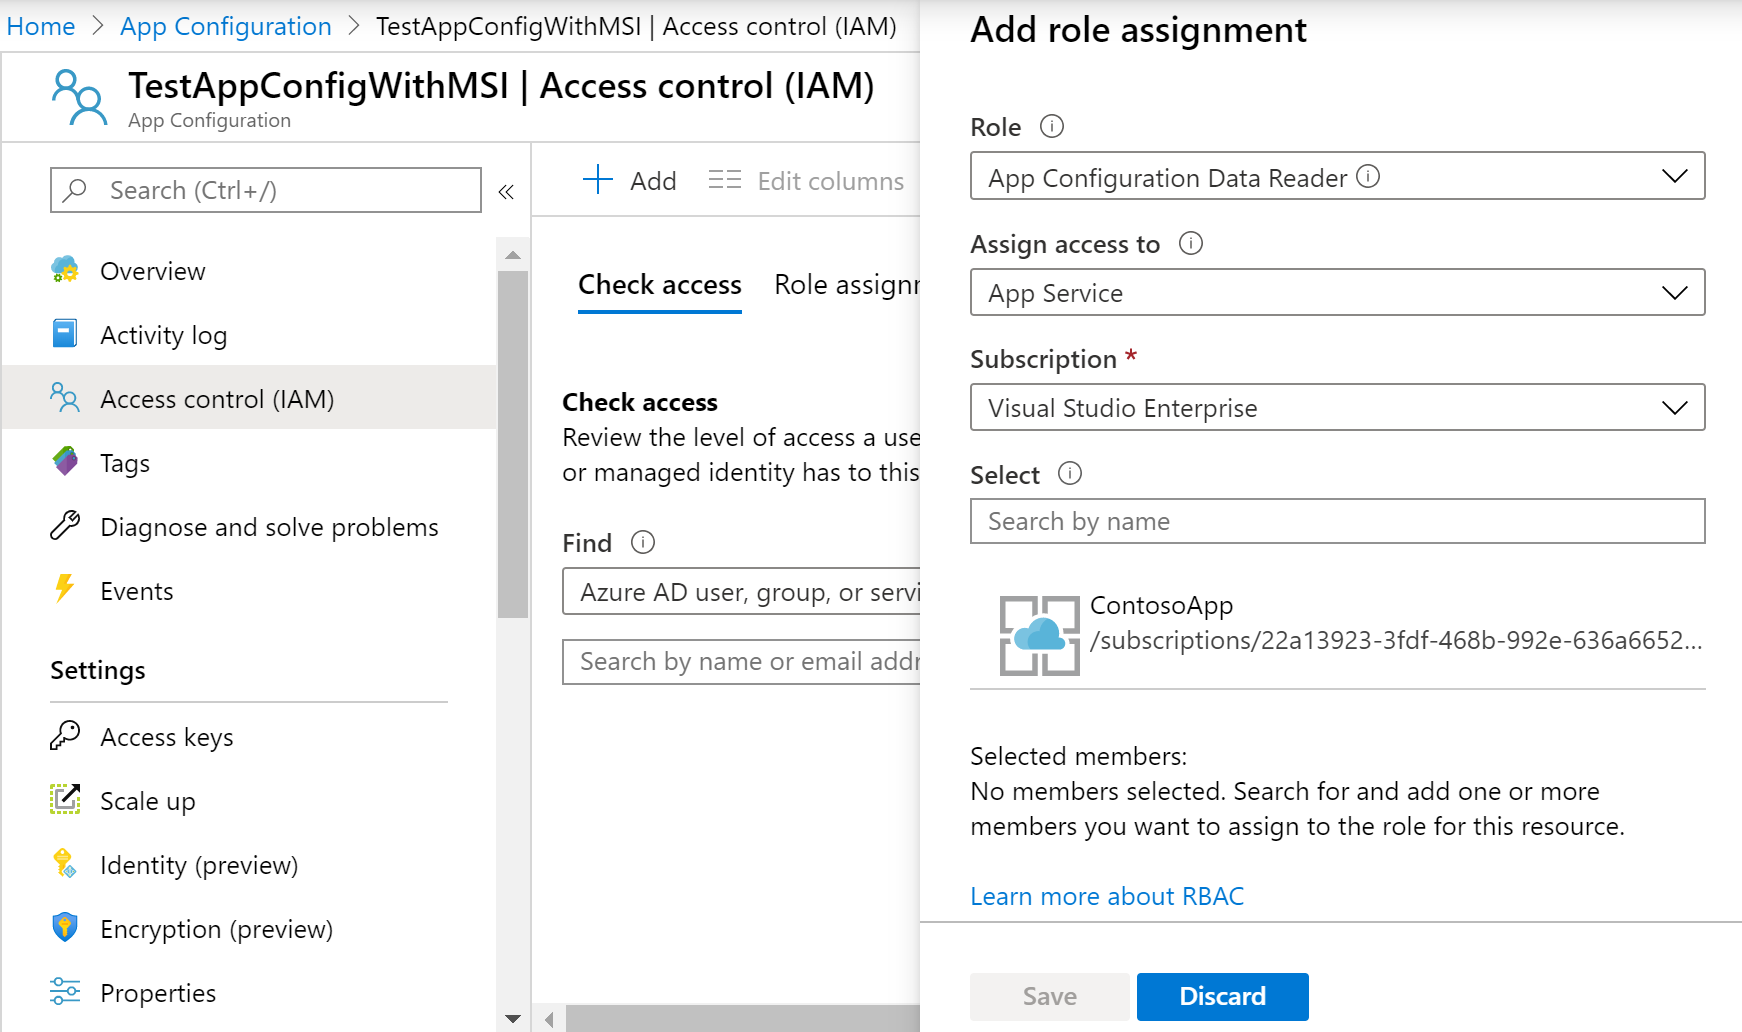 Home > App Configuration > TestAppConfigWithMSI | Access control (IAM)
TestAppConfigWithMSI | Access control (IAM)
App Configuration
Search (Ctrl+/)
«
Overview
Activity log
Access control (IAM)
Tags
Diagnose and solve problems
Events
Settings
Access keys
Scale up
Identity (preview)
Encryption (preview)
Properties
Add
Edit columns
Check access
Role assignm
Check access
Review the level of access a use
or managed identity has to this
Find
Azure AD user, group, or servi
Search by name or email addr
Add role assignment
Role
App Configuration Data Reader
Assign access to
App Service
Subscription *
Visual Studio Enterprise
Select
Search by name
ContosoApp
/subscriptions/22a13923-3fdf-468b-992e-636a6652...
Selected members:
No members selected. Search for and add one or more
members you want to assign to the role for this resource.
Learn more about RBAC
Save
Discard